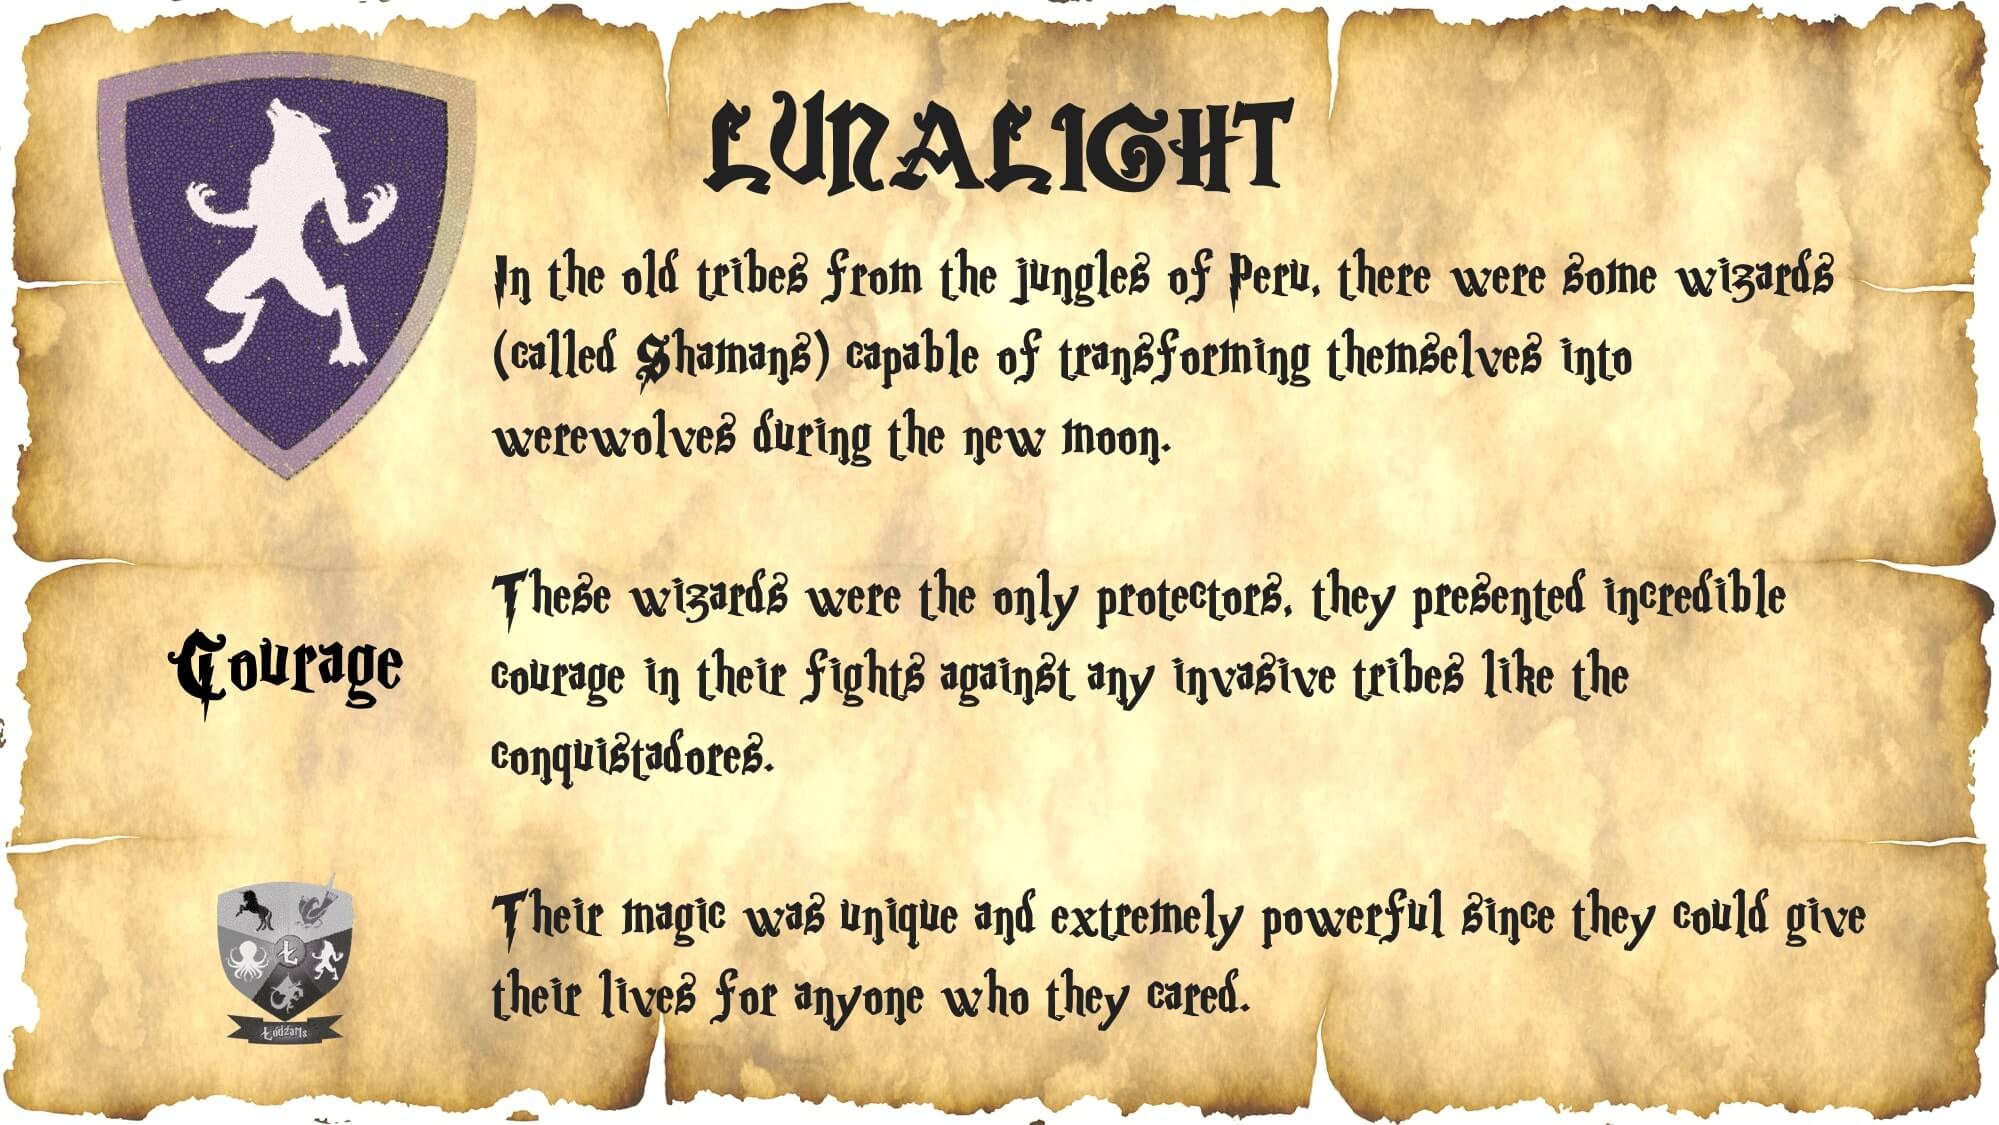 LUNALIGHT
In the old tribes from the jungles of Peru, there were some wizards
(called Shamans) capable of transforming themselves into
werewolves during the new moon.
These wizards were the only protectors, they presented incredible
courage in their fights against any invasive tribes like the
conquistadores.
Courage
Their magic was unique and extremely powerful since they could give
their lives for anyone who they cared.
Ł
Łodzarts